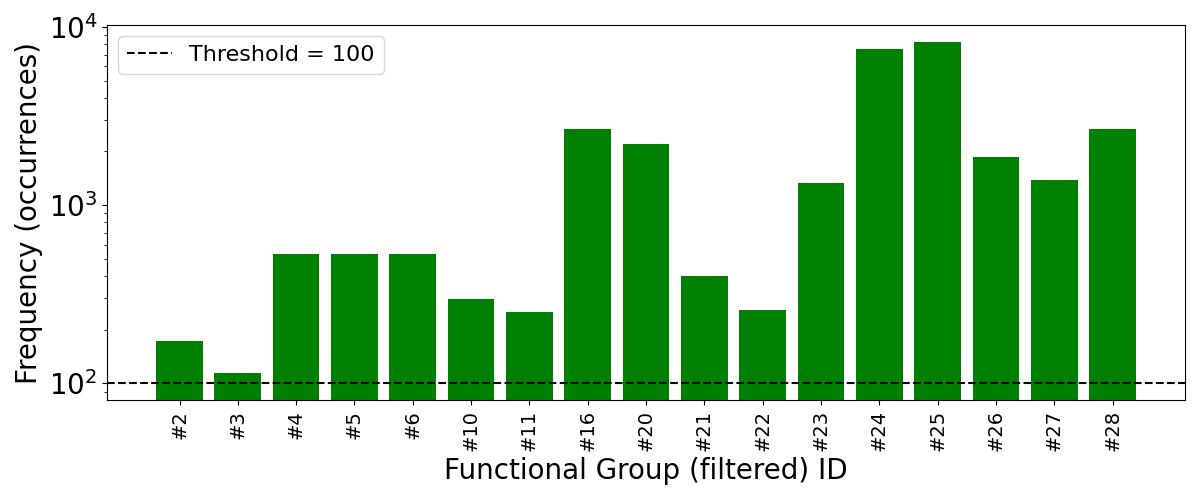 Frequency (occurrences)
10⁴
10³
10²
Threshold = 100
#2 #3 #4 #5 #6 #10 #11 #16 #20 #21 #22 #23 #24 #25 #26 #27 #28
Functional Group (filtered) ID